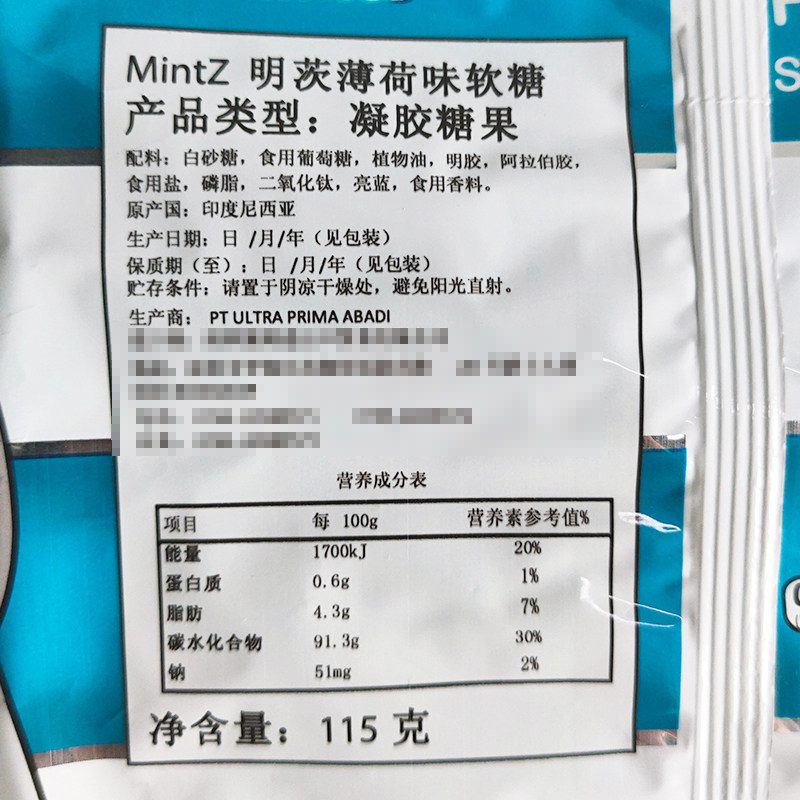 MintZ 明茨薄荷味软糖
产品类型：凝胶糖果
配料：白砂糖，食用葡萄糖，植物油，明胶，阿拉伯胶，
食用盐，磷脂，二氧化钛，亮蓝，食用香料。
原产国：印度尼西亚
生产日期：日 /月/年（见包装）
保质期（至）：日 /月/年（见包装）
贮存条件：请置于阴凉干燥处，避免阳光直射。
生产商： PT ULTRA PRIMA ABADI
营养成分表
项目 每 100g 营养素参考值%
能量 1700kJ 20%
蛋白质 0.6g 1%
脂肪 4.3g 7%
碳水化合物 91.3g 30%
钠 51mg 2%
净含量：115 克